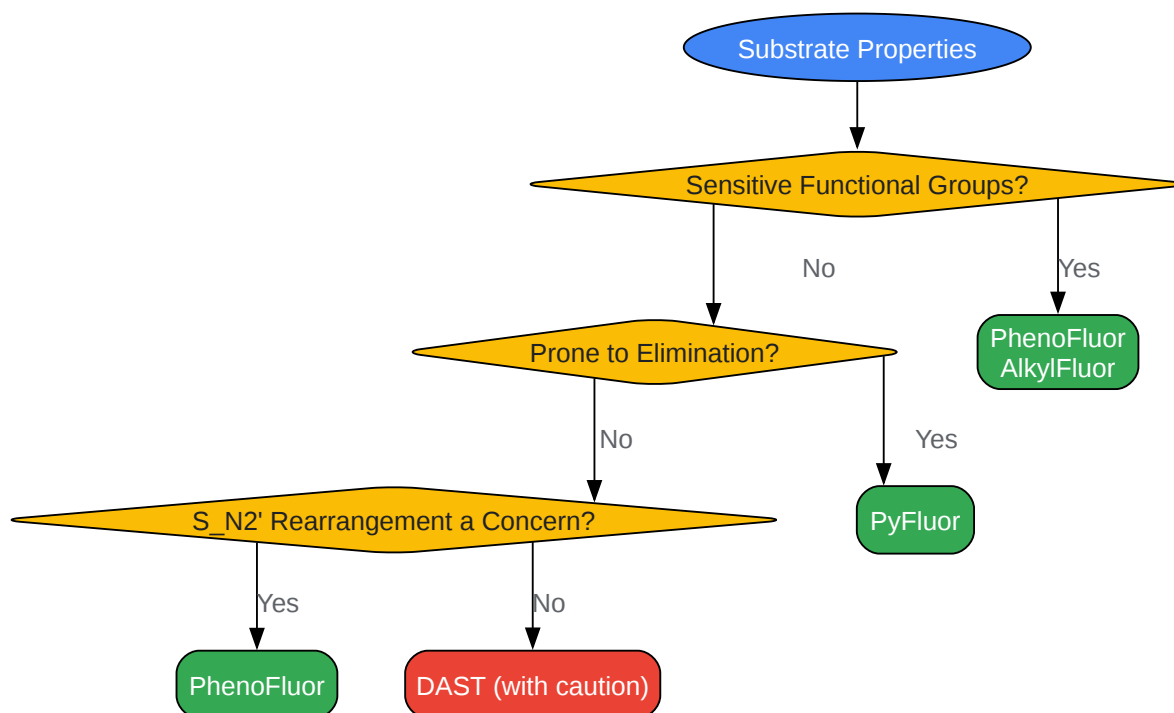 Substrate Properties
Sensitive Functional Groups?
No
Yes
PhenoFluor
AlkylFluor
Prone to Elimination?
No
Yes
PyFluor
S_N2' Rearrangement a Concern?
Yes
No
PhenoFluor
DAST (with caution)